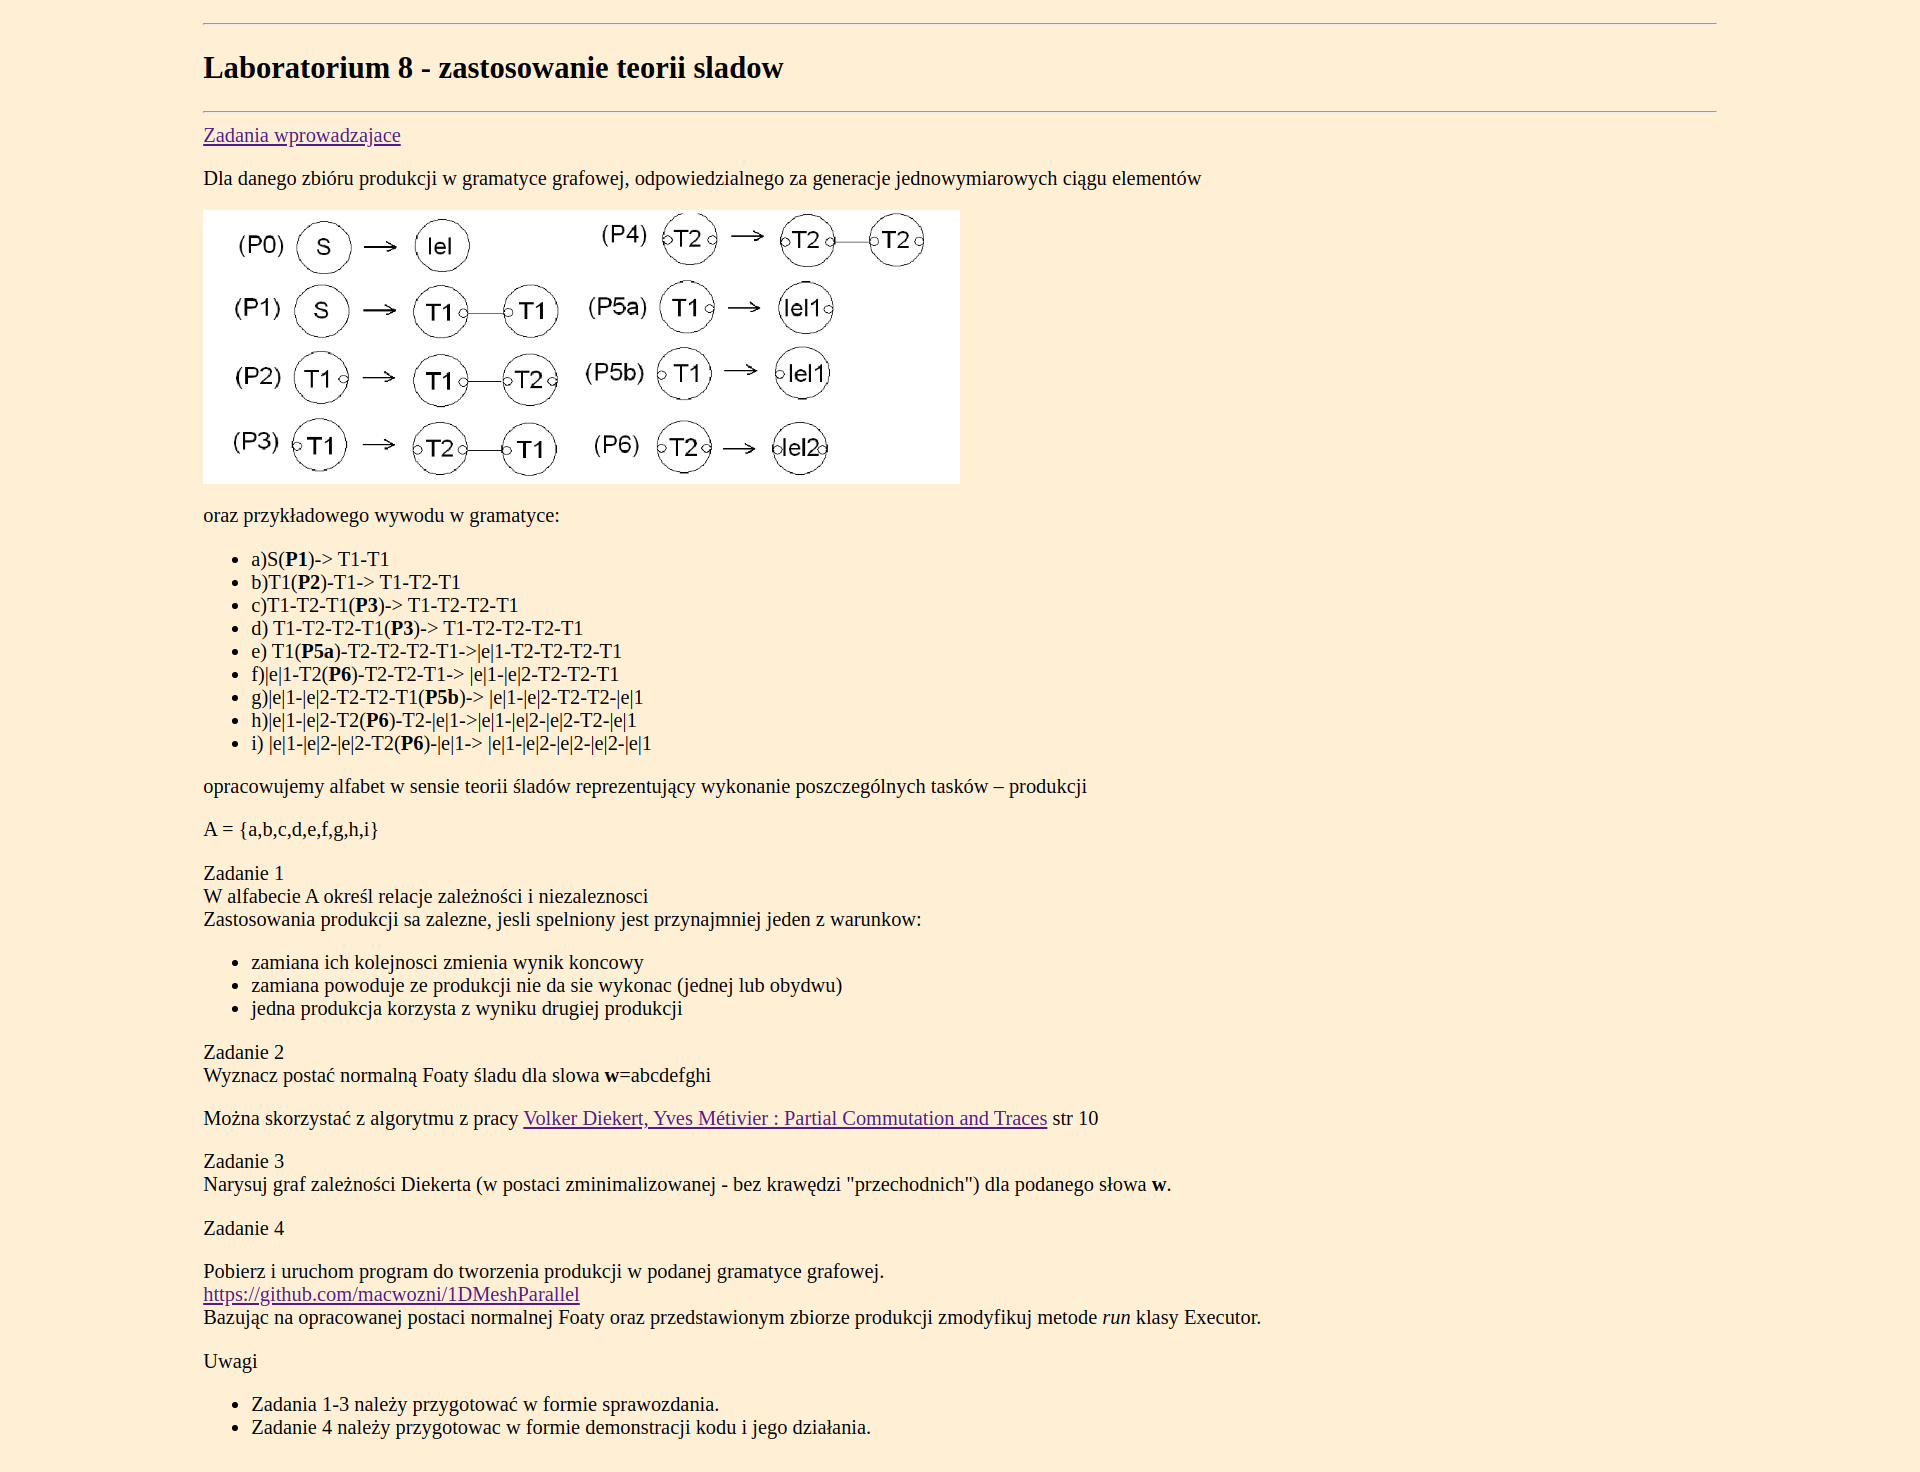 Laboratorium 8 - zastosowanie teorii sladow
Zadania wprowadzajace
Dla danego zbióru produkcji w gramatyce grafowej, odpowiedzialnego za generacje jednowymiarowych ciągu elementów
(P0) S lel
(P1) S T1 T1
(P2) T1 T1 T2
(P3) T1 T2 T1
(P4) T2 T2 T2
(P5a) T1 lel1
(P5b) T1 lel1
(P6) T2 lel2
oraz przykładowego wywodu w gramatyce:
• a)S(P1)-> T1-T1
• b)T1(P2)-T1-> T1-T2-T1
• c)T1-T2-T1(P3)-> T1-T2-T2-T1
• d) T1-T2-T2-T1(P3)-> T1-T2-T2-T2-T1
• e) T1(P5a)-T2-T2-T2-T1->|e|1-T2-T2-T2-T1
• f)|e|1-T2(P6)-T2-T2-T1-> |e|1-|e|2-T2-T2-T1
• g)|e|1-|e|2-T2-T2-T1(P5b)-> |e|1-|e|2-T2-T2-|e|1
• h)|e|1-|e|2-T2(P6)-T2-|e|1->|e|1-|e|2-|e|2-T2-|e|1
• i) |e|1-|e|2-|e|2-T2(P6)-|e|1-> |e|1-|e|2-|e|2-|e|2-|e|1
opracowujemy alfabet w sensie teorii śladów reprezentujący wykonanie poszczególnych tasków – produkcji
A = {a,b,c,d,e,f,g,h,i}
Zadanie 1
W alfabecie A określ relacje zależności i niezaleznosci
Zastosowania produkcji sa zalezne, jesli spelniony jest przynajmniej jeden z warunkow:
• zamiana ich kolejnosci zmienia wynik koncowy
• zamiana powoduje ze produkcji nie da sie wykonac (jednej lub obydwu)
• jedna produkcja korzysta z wyniku drugiej produkcji
Zadanie 2
Wyznacz postać normalną Foaty śladu dla slowa w=abcdefghi
Można skorzystać z algorytmu z pracy Volker Diekert, Yves Métivier : Partial Commutation and Traces str 10
Zadanie 3
Narysuj graf zależności Diekerta (w postaci zminimalizowanej - bez krawędzi "przechodnich") dla podanego słowa w.
Zadanie 4
Pobierz i uruchom program do tworzenia produkcji w podanej gramatyce grafowej.
https://github.com/macwozni/1DMeshParallel
Bazując na opracowanej postaci normalnej Foaty oraz przedstawionym zbiorze produkcji zmodyfikuj metode run klasy Executor.
Uwagi
• Zadania 1-3 należy przygotować w formie sprawozdania.
• Zadanie 4 należy przygotowac w formie demonstracji kodu i jego działania.